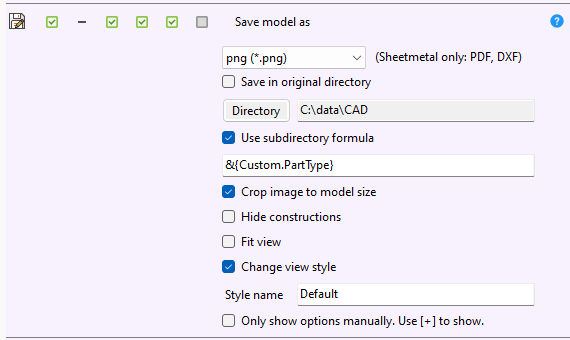 Save model as
?
png (*.png) (Sheetmetal only: PDF, DXF)
Save in original directory
Directory C:\data\CAD
Use subdirectory formula
&{Custom.PartType}
Crop image to model size
Hide constructions
Fit view
Change view style
Style name Default
Only show options manually. Use [+] to show.